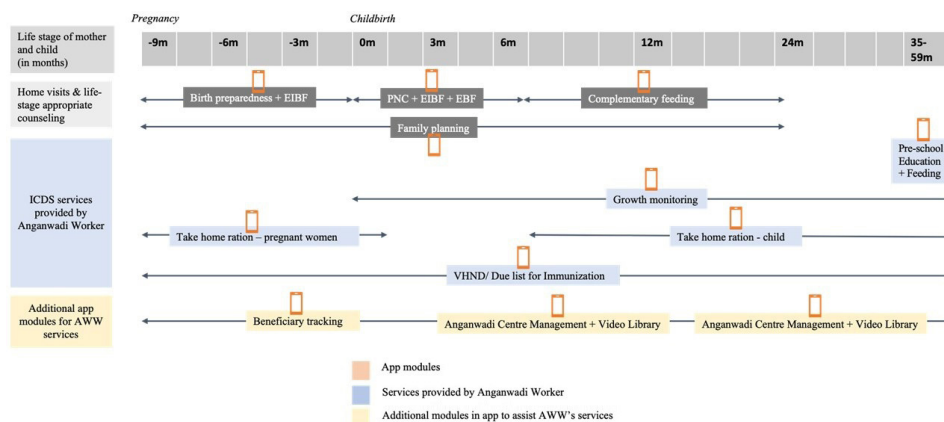 Pregnancy Childbirth
Life stage of mother
and child
(in months)
-9m -6m -3m 0m 3m 6m 12m 24m 35-
59m
Home visits & life-
stage appropriate
counseling
Birth preparedness + EIBF PNC + EIBF + EBF Complementary feeding
Family planning
ICDS services
provided by
Anganwadi Worker
Pre-school
Education
+ Feeding
Growth monitoring
Take home ration – pregnant women Take home ration - child
VHND/ Due list for Immunization
Additional app
modules for AWW
services
Beneficiary tracking Anganwadi Centre Management + Video Library Anganwadi Centre Management + Video Library
App modules
Services provided by Anganwadi Worker
Additional modules in app to assist AWW's services